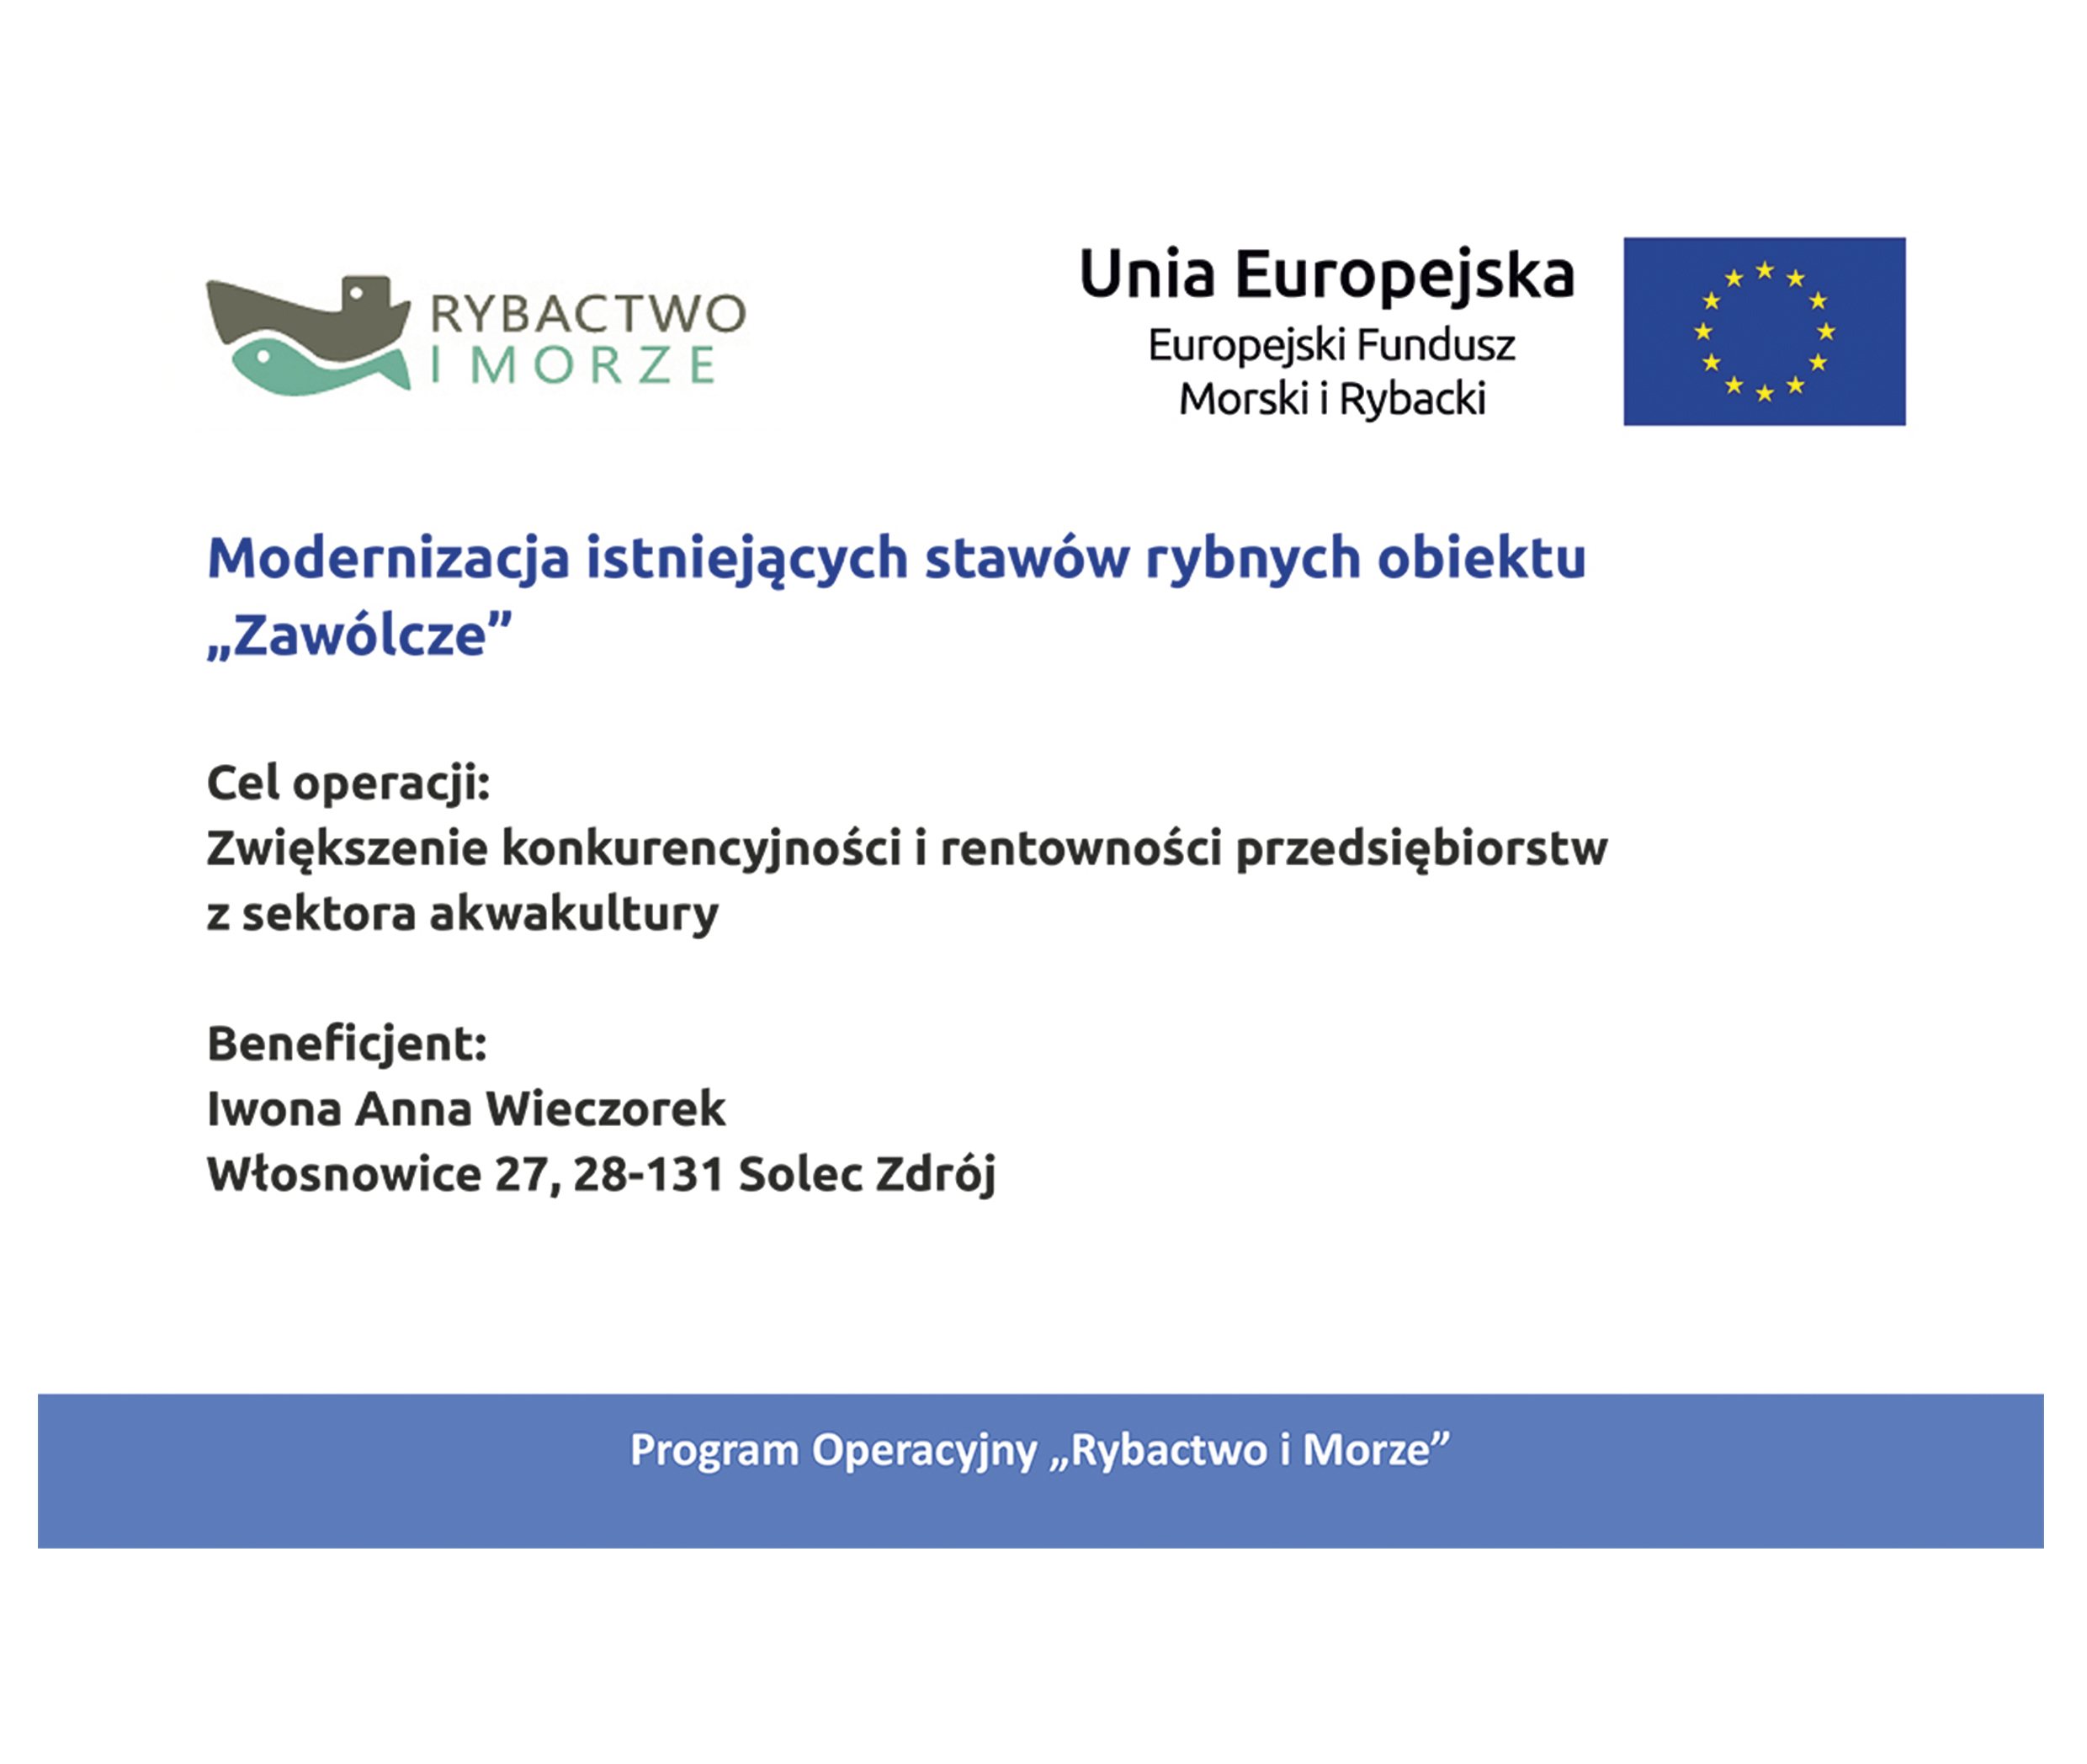 RYBACTWO
I MORZE
Unia Europejska
Europejski Fundusz
Morski i Rybacki
Modernizacja istniejących stawów rybnych obiektu
„Zawólcze”
Cel operacji:
Zwiększenie konkurencyjności i rentowności przedsiębiorstw
z sektora akwakultury
Beneficjent:
Iwona Anna Wieczorek
Włosnowice 27, 28-131 Solec Zdrój
Program Operacyjny „Rybactwo i Morze”